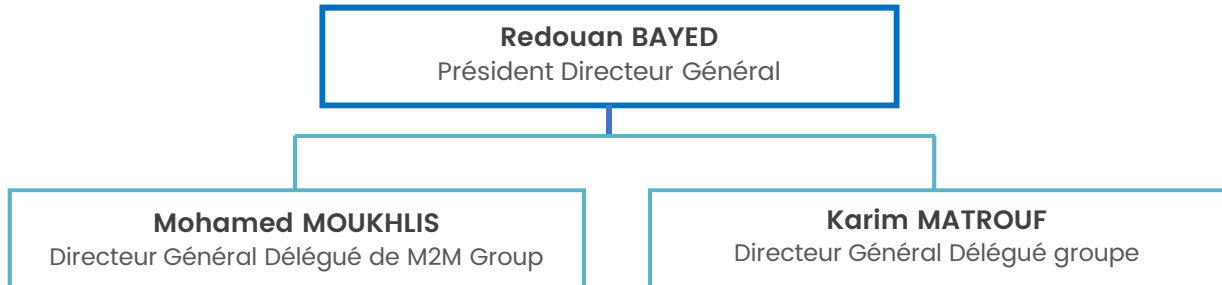 Redouan BAYED
Président Directeur Général
Mohamed MOUKHLIS
Directeur Général Délégué de M2M Group
Karim MATROUF
Directeur Général Délégué groupe